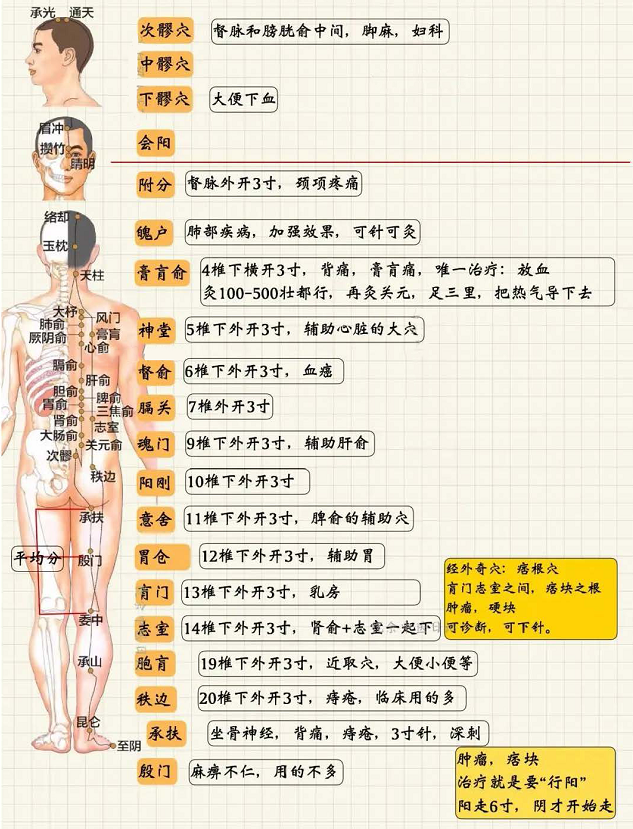 承光 通天
眉冲
攒竹
睛明
络却
玉枕
天柱
大杼
风门
肺俞
厥阴俞
膏肓
心俞
膈俞
肝俞
胆俞
脾俞
胃俞
三焦俞
肾俞
志室
大肠俞
关元俞
次髎
秩边
承扶
平均分
殷门
委中
承山
昆仑
至阴
次髎穴 督脉和膀胱俞中间，脚麻，妇科
中髎穴
下髎穴 大便下血
会阳
附分 督脉外开3寸，颈项疼痛
魄户 肺部疾病，加强效果，可针可灸
膏肓俞 4椎下横开3寸，背痛，膏肓痛，唯一治疗：放血
灸100-500壮都行，再灸关元，足三里，把热气导下去
神堂 5椎下外开3寸，辅助心脏的大穴
督俞 6椎下外开3寸，血癌
膈关 7椎外开3寸
魂门 9椎下外开3寸，辅助肝俞
阳刚 10椎下外开3寸
意舍 11椎下外开3寸，脾俞的辅助穴
胃仓 12椎下外开3寸，辅助胃
肓门 13椎下外开3寸，乳房
志室 14椎下外开3寸，肾俞+志室一起下
胞肓 19椎下外开3寸，近取穴，大便小便等
秩边 20椎下外开3寸，痔疮，临床用的多
承扶 坐骨神经，背痛，痔疮，3寸针，深刺
殷门 麻痹不仁，用的不多
经外奇穴：痞根穴
肓门志室之间，痞块之根
肿瘤，硬块
可诊断，可下针。
肿瘤，痞块
治疗就是要“行阳”
阳走6寸，阴才开始走